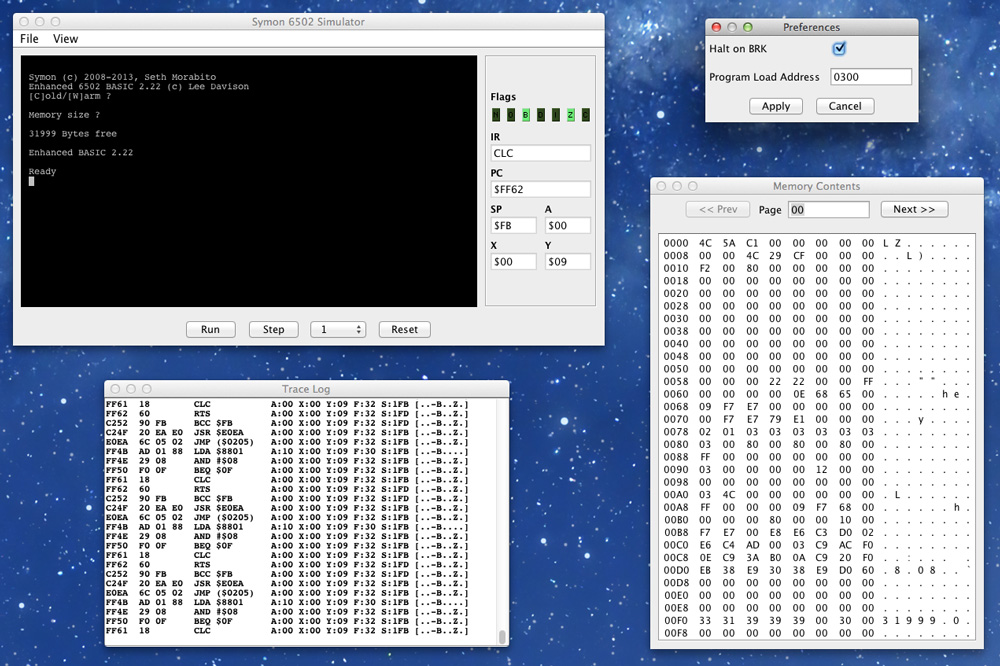 Symon 6502 Simulator
File View
Symon (c) 2008-2013, Seth Morabito
Enhanced 6502 BASIC 2.22 (c) Lee Davison
[C]old/[W]arm ?
Memory size ?
31999 Bytes free
Enhanced BASIC 2.22
Ready
Flags
N O B D I Z C
IR
CLC
PC
$FF62
SP A
$FB $00
X Y
$00 $09
Run Step 1 Reset
Preferences
Halt on BRK
Program Load Address 0300
Apply Cancel
Trace Log
FF61 18 CLC A:00 X:00 Y:09 F:32 S:1FB [..-B..Z.]
FF62 60 RTS A:00 X:00 Y:09 F:32 S:1FD [..-B..Z.]
C252 90 FB BCC $FB A:00 X:00 Y:09 F:32 S:1FD [..-B..Z.]
C24F 20 EA E0 JSR $E0EA A:00 X:00 Y:09 F:32 S:1FB [..-B..Z.]
E0EA 6C 05 02 JMP ($0205) A:00 X:00 Y:09 F:32 S:1FB [..-B..Z.]
FF4B AD 01 88 LDA $8801 A:10 X:00 Y:09 F:30 S:1FB [..-B....]
FF4E 29 08 AND #$08 A:00 X:00 Y:09 F:32 S:1FB [..-B..Z.]
FF50 F0 0F BEQ $0F A:00 X:00 Y:09 F:32 S:1FB [..-B..Z.]
FF61 18 CLC A:00 X:00 Y:09 F:32 S:1FB [..-B..Z.]
FF62 60 RTS A:00 X:00 Y:09 F:32 S:1FD [..-B..Z.]
C252 90 FB BCC $FB A:00 X:00 Y:09 F:32 S:1FD [..-B..Z.]
C24F 20 EA E0 JSR $E0EA A:00 X:00 Y:09 F:32 S:1FB [..-B..Z.]
E0EA 6C 05 02 JMP ($0205) A:00 X:00 Y:09 F:32 S:1FB [..-B..Z.]
FF4B AD 01 88 LDA $8801 A:10 X:00 Y:09 F:30 S:1FB [..-B....]
FF4E 29 08 AND #$08 A:00 X:00 Y:09 F:32 S:1FB [..-B..Z.]
FF50 F0 0F BEQ $0F A:00 X:00 Y:09 F:32 S:1FB [..-B..Z.]
FF61 18 CLC A:00 X:00 Y:09 F:32 S:1FB [..-B..Z.]
FF62 60 RTS A:00 X:00 Y:09 F:32 S:1FD [..-B..Z.]
C252 90 FB BCC $FB A:00 X:00 Y:09 F:32 S:1FD [..-B..Z.]
C24F 20 EA E0 JSR $E0EA A:00 X:00 Y:09 F:32 S:1FB [..-B..Z.]
E0EA 6C 05 02 JMP ($0205) A:00 X:00 Y:09 F:32 S:1FB [..-B..Z.]
FF4B AD 01 88 LDA $8801 A:10 X:00 Y:09 F:30 S:1FB [..-B....]
FF4E 29 08 AND #$08 A:00 X:00 Y:09 F:32 S:1FB [..-B..Z.]
FF50 F0 0F BEQ $0F A:00 X:00 Y:09 F:32 S:1FB [..-B..Z.]
FF61 18 CLC A:00 X:00 Y:09 F:32 S:1FB [..-B..Z.]
Memory Contents
<< Prev Page 00 Next >>
0000 4C 5A C1 00 00 00 00 00 L Z . . . . . .
0008 00 00 4C 29 CF 00 00 00 . . L ) . . . .
0010 F2 00 80 00 00 00 00 00 . . . . . . . .
0018 00 00 00 00 00 00 00 00 . . . . . . . .
0020 00 00 00 00 00 00 00 00 . . . . . . . .
0028 00 00 00 00 00 00 00 00 . . . . . . . .
0030 00 00 00 00 00 00 00 00 . . . . . . . .
0038 00 00 00 00 00 00 00 00 . . . . . . . .
0040 00 00 00 00 00 00 00 00 . . . . . . . .
0048 00 00 00 00 00 00 00 00 . . . . . . . .
0050 00 00 00 00 00 00 00 00 . . . . . . . .
0058 00 00 00 22 22 00 00 FF . . . " " . . .
0060 00 00 00 00 0E 68 65 00 . . . . . h e .
0068 09 F7 E7 00 00 00 00 00 . . . . . . . .
0070 00 F7 E7 79 E1 00 00 00 . . . y . . . .
0078 02 01 03 03 03 03 03 03 . . . . . . . .
0080 03 00 80 00 80 00 80 00 . . . . . . . .
0088 FF 00 00 00 00 00 00 00 . . . . . . . .
0090 03 00 00 00 00 12 00 00 . . . . . . . .
0098 00 00 00 00 00 00 00 00 . . . . . . . .
00A0 03 4C 00 00 00 00 00 00 . L . . . . . .
00A8 FF 00 00 00 09 F7 68 00 . . . . . . h .
00B0 00 00 00 80 00 00 10 00 . . . . . . . .
00B8 F7 E7 00 E8 E6 C3 D0 02 . . . . . . . .
00C0 E6 C4 AD 00 03 C9 AC F0 . . . . . . . .
00C8 0E C9 3A B0 0A C9 20 F0 . . : . . . .
00D0 EB 38 E9 30 38 E9 D0 60 . 8 . 0 8 . . `
00D8 00 00 00 00 00 00 00 00 . . . . . . . .
00E0 00 00 00 00 00 00 00 00 . . . . . . . .
00E8 00 00 00 00 00 00 00 00 . . . . . . . .
00F0 33 31 39 39 39 00 30 00 3 1 9 9 9 . 0 .
00F8 00 00 00 00 00 00 00 00 . . . . . . . .